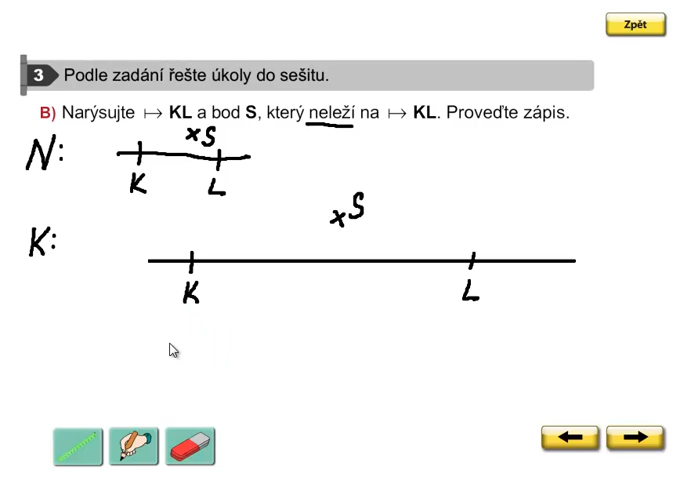 Zpět
3 Podle zadání řešte úkoly do sešitu.
B) Narýsujte ↦ KL a bod S, který neleží na ↦ KL. Proveďte zápis.
N:
x S
K L
x S
K:
K L